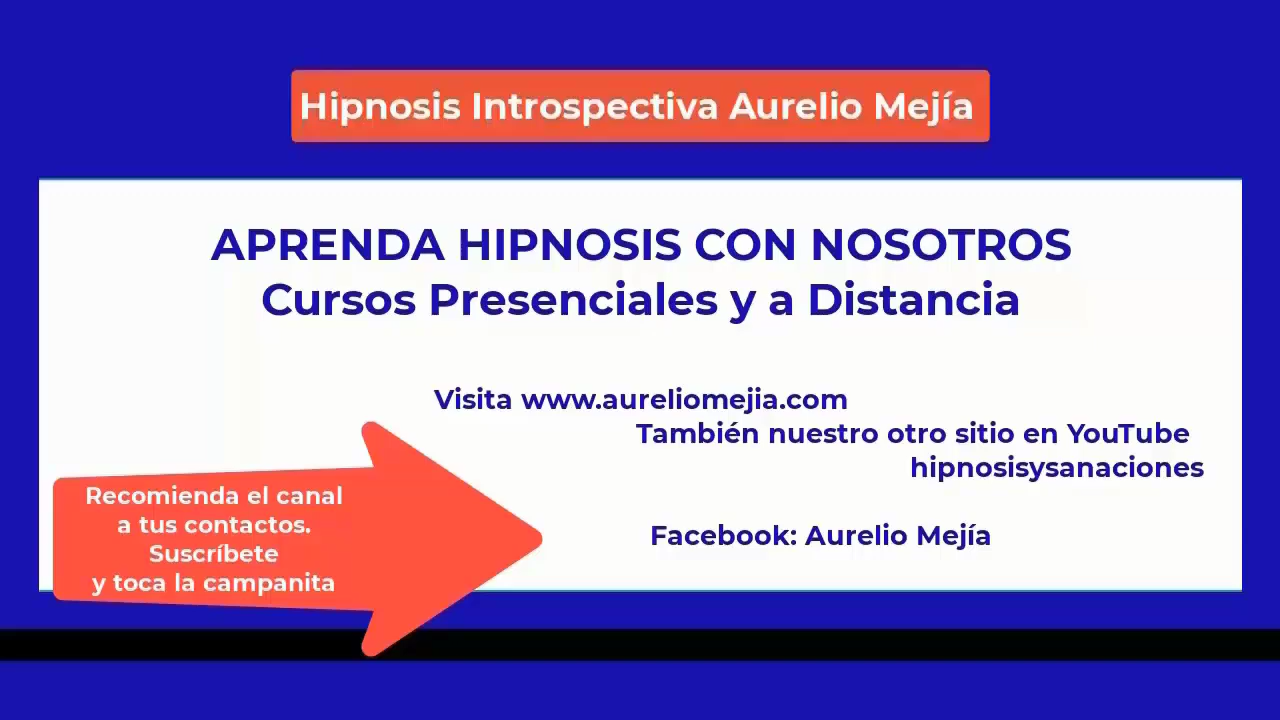 Hipnosis Introspectiva Aurelio Mejía
APRENDA HIPNOSIS CON NOSOTROS
Cursos Presenciales y a Distancia
Visita www.aureliomejia.com
También nuestro otro sitio en YouTube
hipnosisysanaciones
Facebook: Aurelio Mejía
Recomienda el canal
a tus contactos.
Suscríbete
y toca la campanita